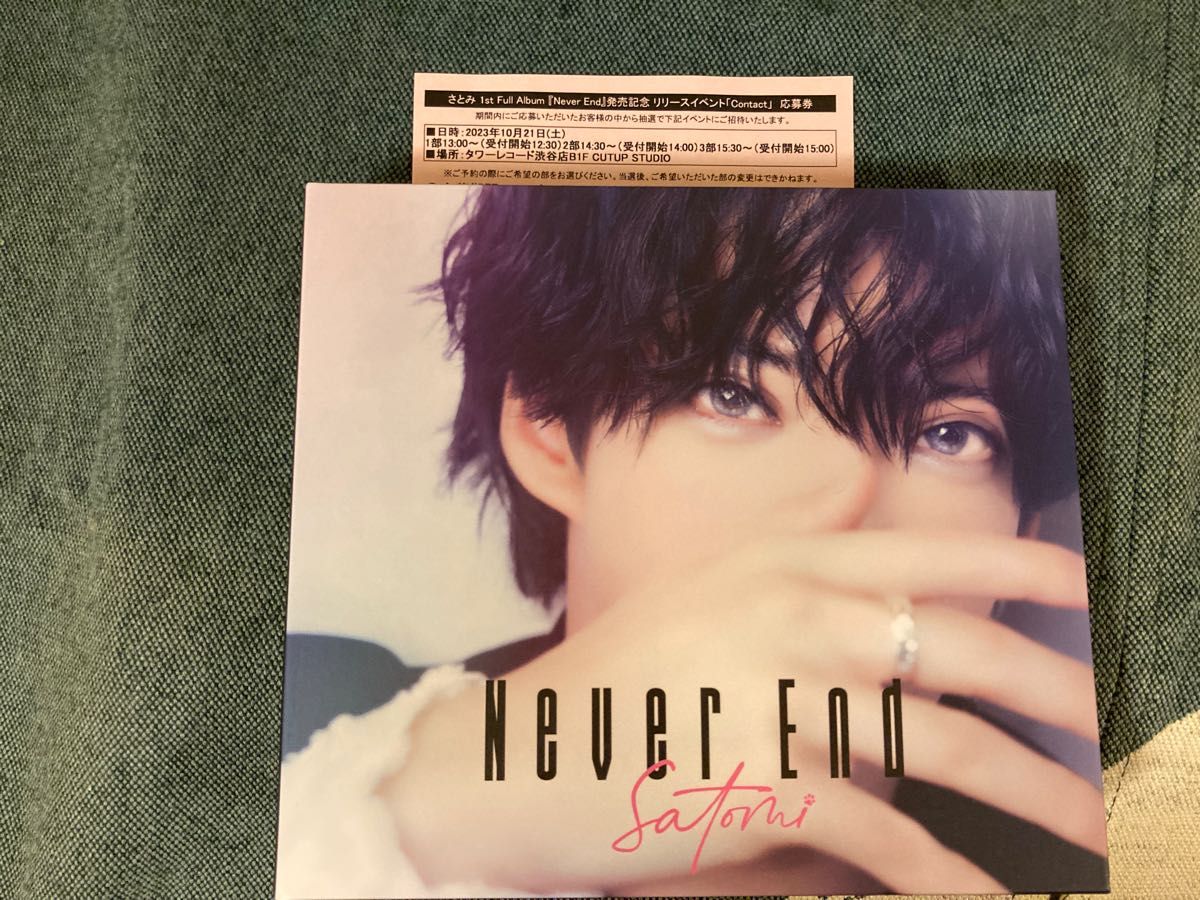 さとみ 1st Full Album 『Never End』発売記念 リリースイベント「Contact」 応募券
期間内にご応募いただいたお客様の中から抽選で下記イベントにご招待いたします。
■日時：2023年10月21日(土)
1部13:00〜(受付開始12:30)2部14:30〜(受付開始14:00)3部15:30〜(受付開始15:00)
■場所：タワーレコード渋谷店B1F CUTUP STUDIO
※ご予約の際にご希望の部をお選びください。当選後、ご希望いただいた部の変更はできかねます。
Never End
Satomi